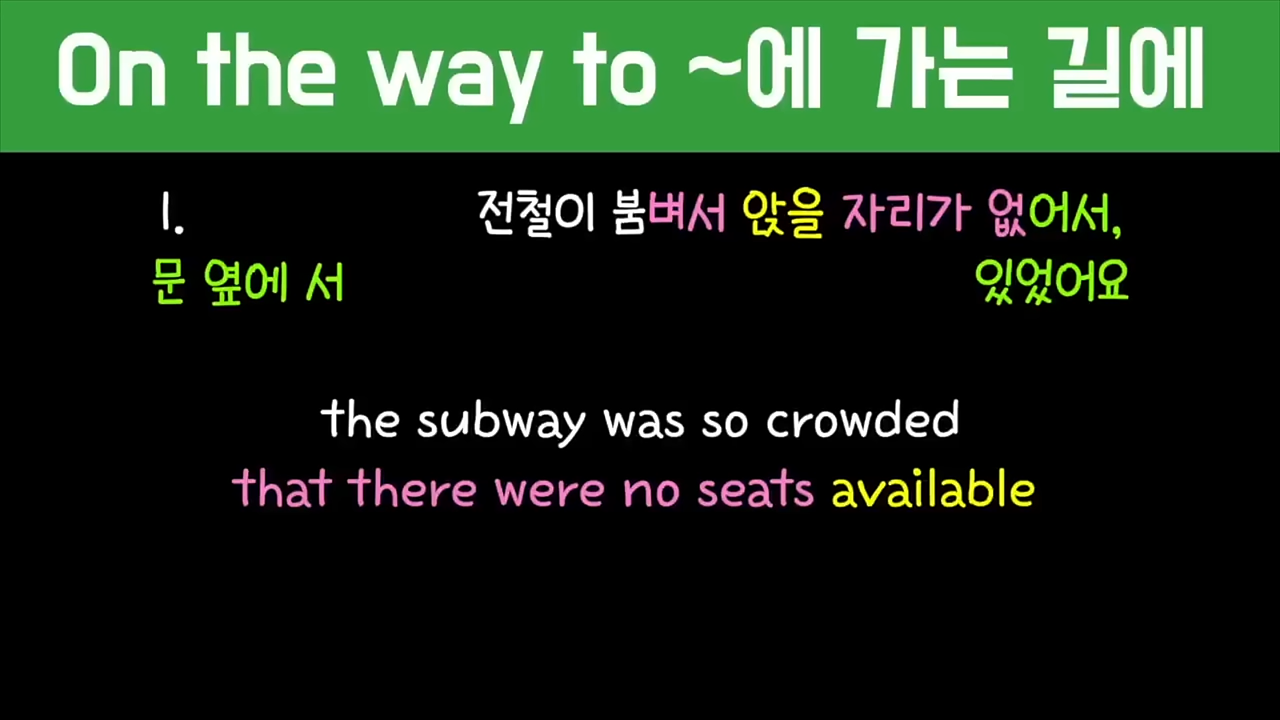 On the way to ~에 가는 길에
1. 전철이 붐벼서 앉을 자리가 없어서,
문 옆에 서 있었어요
the subway was so crowded
that there were no seats available